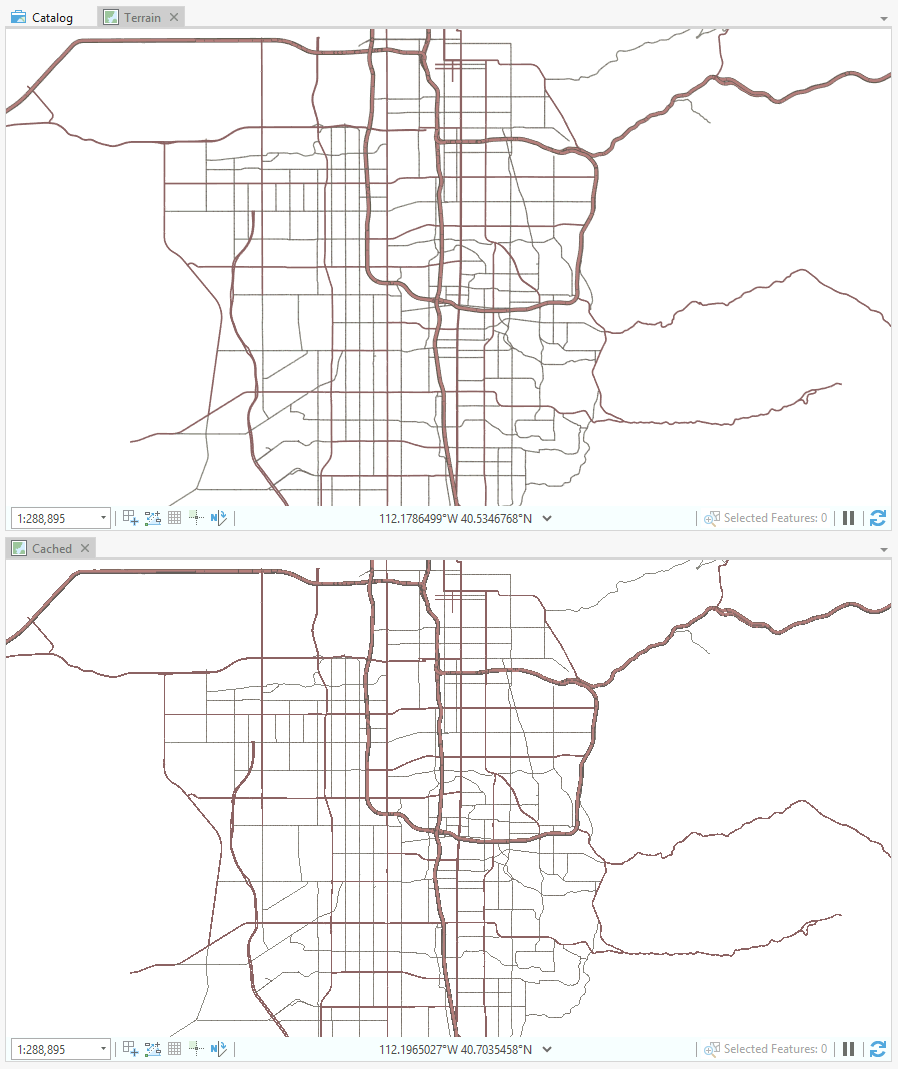 Catalog
Terrain
1:288,895
N
112.1786499°W 40.5346768°N
Selected Features: 0
Cached
1:288,895
N
112.1965027°W 40.7035458°N
Selected Features: 0